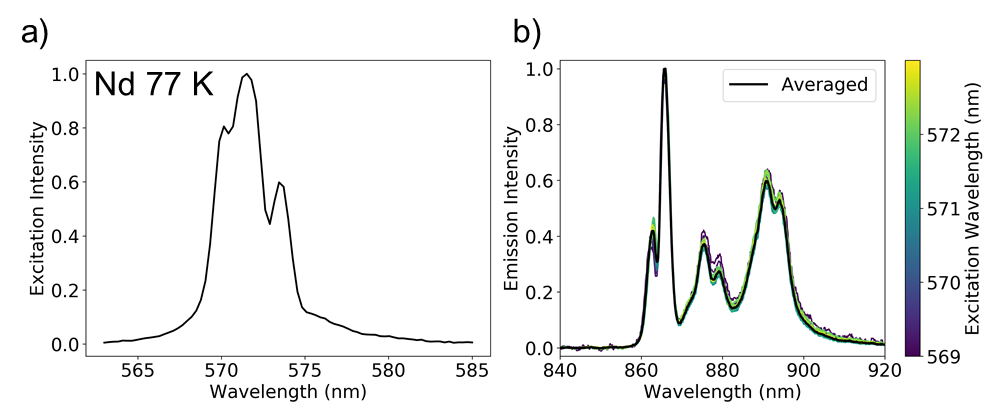 a)
Nd 77 K
Excitation Intensity
1.0
0.8
0.6
0.4
0.2
0.0
565 570 575 580 585
Wavelength (nm)
b)
Averaged
Emission Intensity
1.0
0.8
0.6
0.4
0.2
0.0
840 860 880 900 920
Wavelength (nm)
572
571
570
569
Excitation Wavelength (nm)